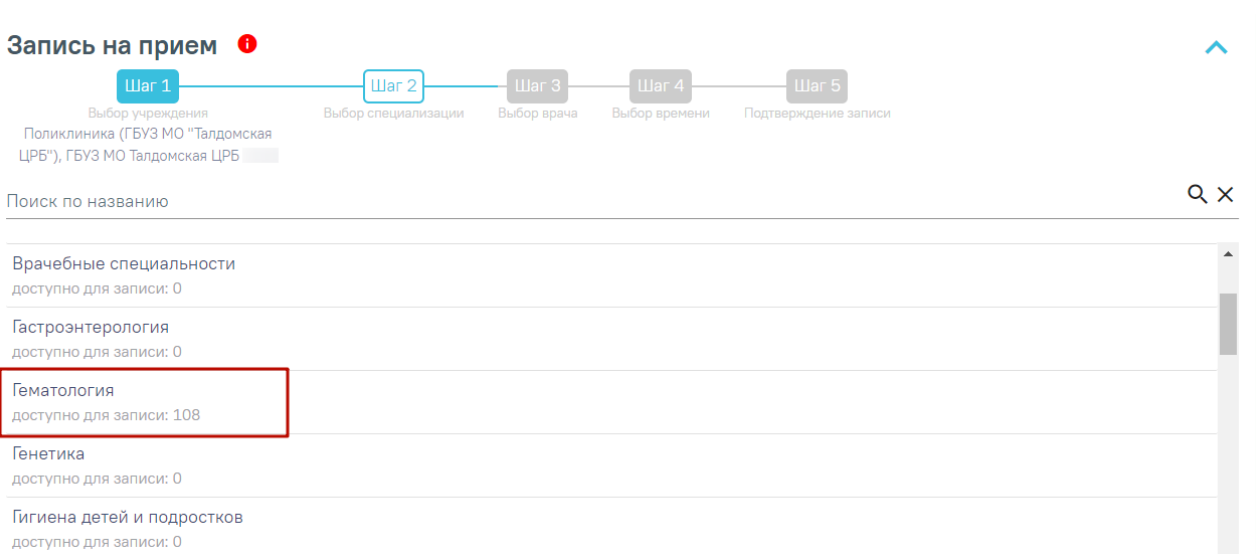 Запись на прием
Шаг 1
Шаг 2
Шаг 3
Шаг 4
Шаг 5
Выбор учреждения
Выбор специализации
Выбор врача
Выбор времени
Подтверждение записи
Поликлиника (ГБУЗ МО "Талдомская
ЦРБ"), ГБУЗ МО Талдомская ЦРБ
Поиск по названию
Врачебные специальности
доступно для записи: 0
Гастроэнтерология
доступно для записи: 0
Гематология
доступно для записи: 108
Генетика
доступно для записи: 0
Гигиена детей и подростков
доступно для записи: 0